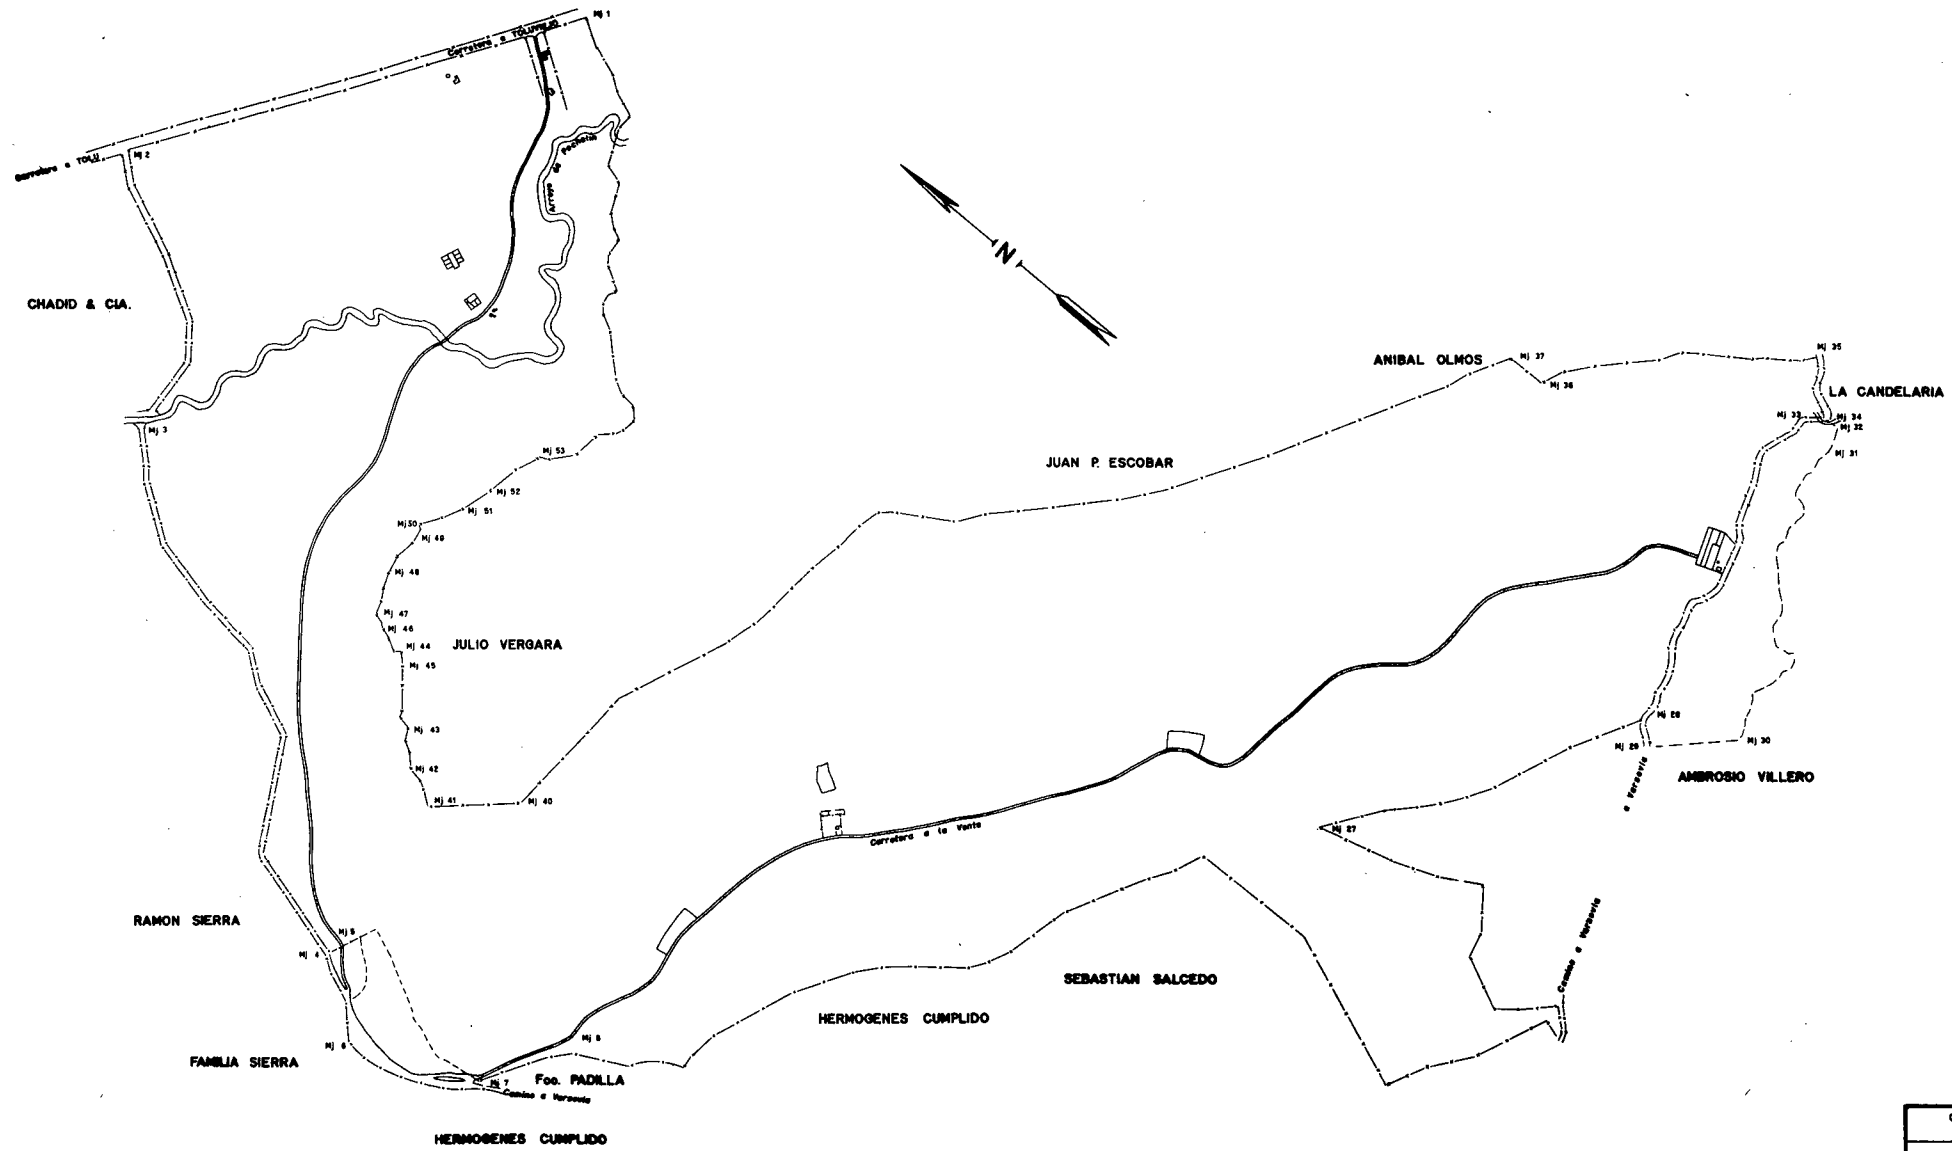 Mj 1
Carretera a TOLUVIEJO
Carretera a TOLU
Mj 2
Arroyo de pechelin
N
CHADID & CIA.
Mj 3
ANIBAL OLMOS
Mj 37
Mj 36
Mj 35
LA CANDELARIA
Mj 33
Mj 34
Mj 32
Mj 31
JUAN P. ESCOBAR
Mj 53
Mj 52
Mj 51
Mj 50
Mj 49
Mj 48
Mj 47
Mj 46
Mj 44
Mj 45
JULIO VERGARA
Mj 43
Mj 42
Mj 41
Mj 40
Mj 28
Mj 29
Mj 30
AMBROSIO VILLERO
a Varsovia
Mj 27
Carretera a la Venta
RAMON SIERRA
Mj 5
Mj 4
Camino a Varsovia
SEBASTIAN SALCEDO
HERMOGENES CUMPLIDO
Mj 8
Mj 6
FAMILIA SIERRA
Mj 7
Fco. PADILLA
Camino a Varsovia
HERMOGENES CUMPLIDO